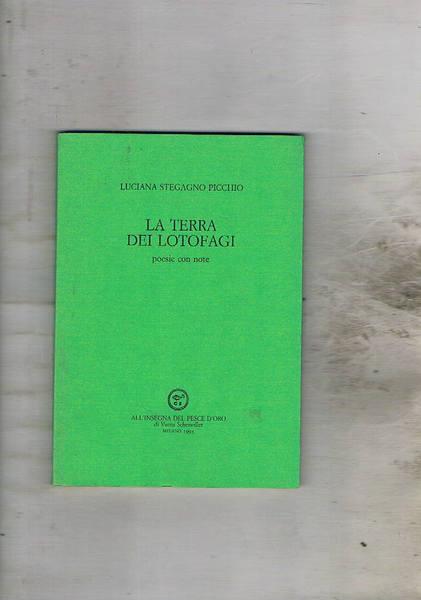 LUCIANA STEGAGNO PICCHIO
LA TERRA
DEI LOTOFAGI
poesie con note
ALL'INSEGNA DEL PESCE D'ORO
di Vanni Scheiwiller
MILANO 1993